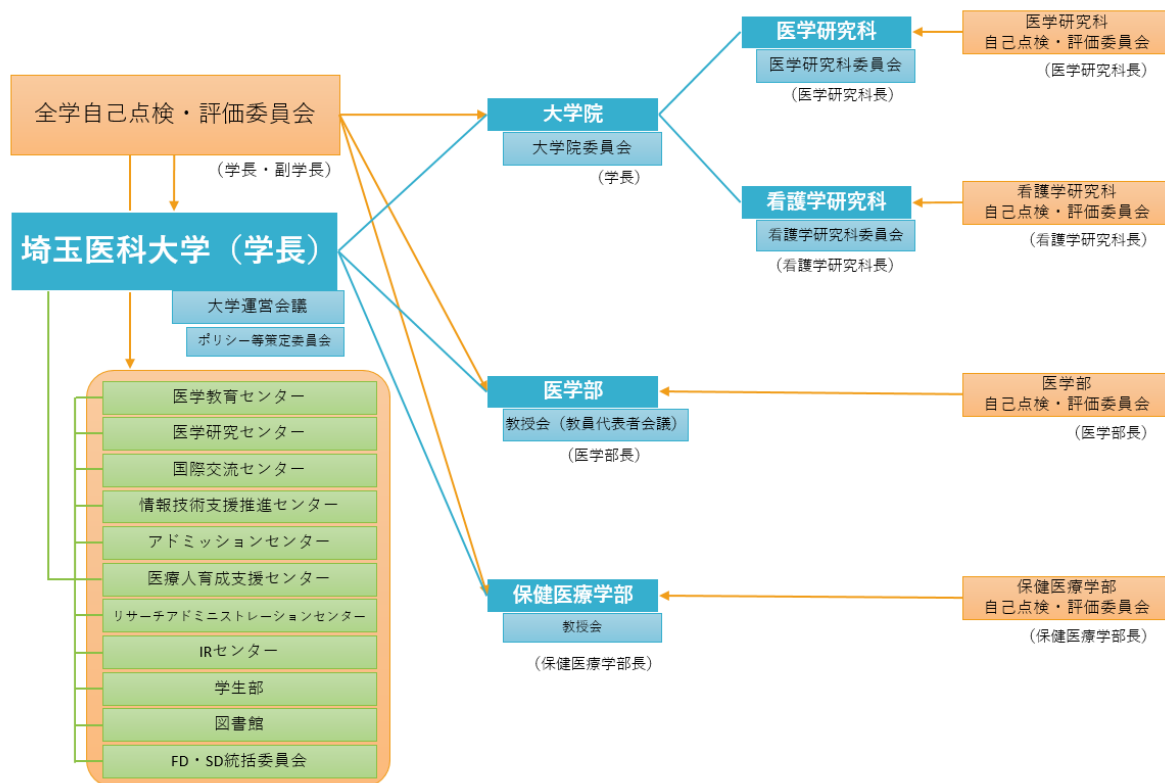 全学自己点検・評価委員会
（学長・副学長）
埼玉医科大学（学長）
大学運営会議
ポリシー等策定委員会
医学教育センター
医学研究センター
国際交流センター
情報技術支援推進センター
アドミッションセンター
医療人育成支援センター
リサーチアドミニストレーションセンター
IRセンター
学生部
図書館
FD・SD統括委員会
大学院
大学院委員会
（学長）
医学研究科
医学研究科委員会
（医学研究科長）
看護学研究科
看護学研究科委員会
（看護学研究科長）
医学部
教授会（教員代表者会議）
（医学部長）
保健医療学部
教授会
（保健医療学部長）
医学研究科
自己点検・評価委員会
（医学研究科長）
看護学研究科
自己点検・評価委員会
（看護学研究科長）
医学部
自己点検・評価委員会
（医学部長）
保健医療学部
自己点検・評価委員会
（保健医療学部長）